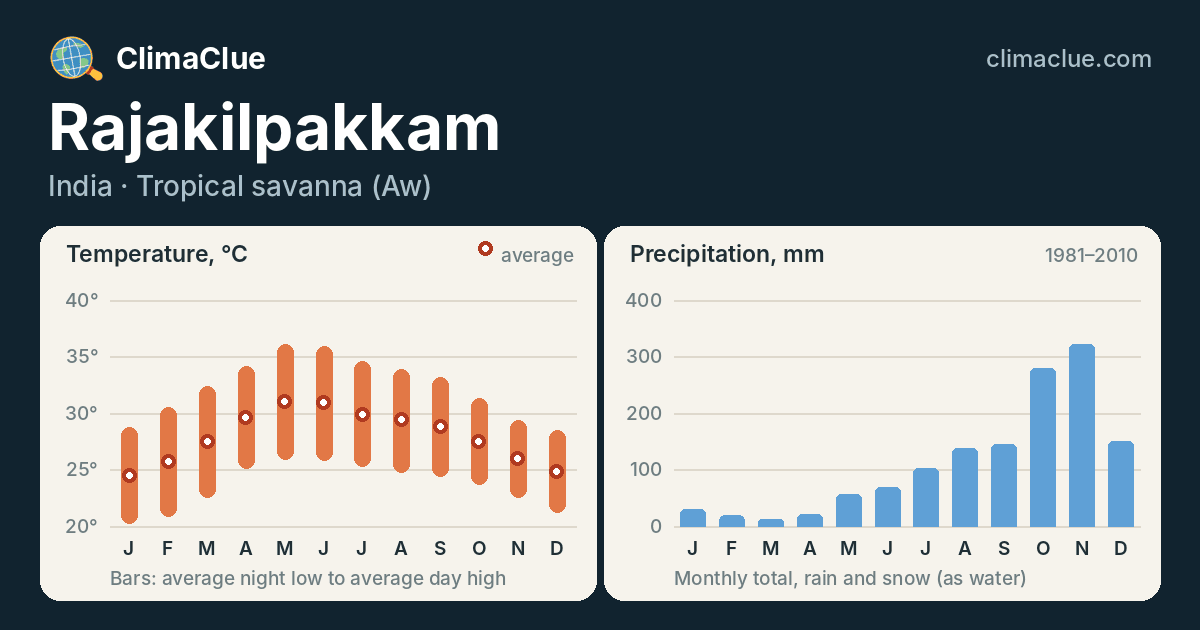 ClimaClue
climaclue.com
Rajakilpakkam
India · Tropical savanna (Aw)
Temperature, °C
average
40°
35°
30°
25°
20°
J F M A M J J A S O N D
Bars: average night low to average day high
Precipitation, mm
1981–2010
400
300
200
100
0
J F M A M J J A S O N D
Monthly total, rain and snow (as water)